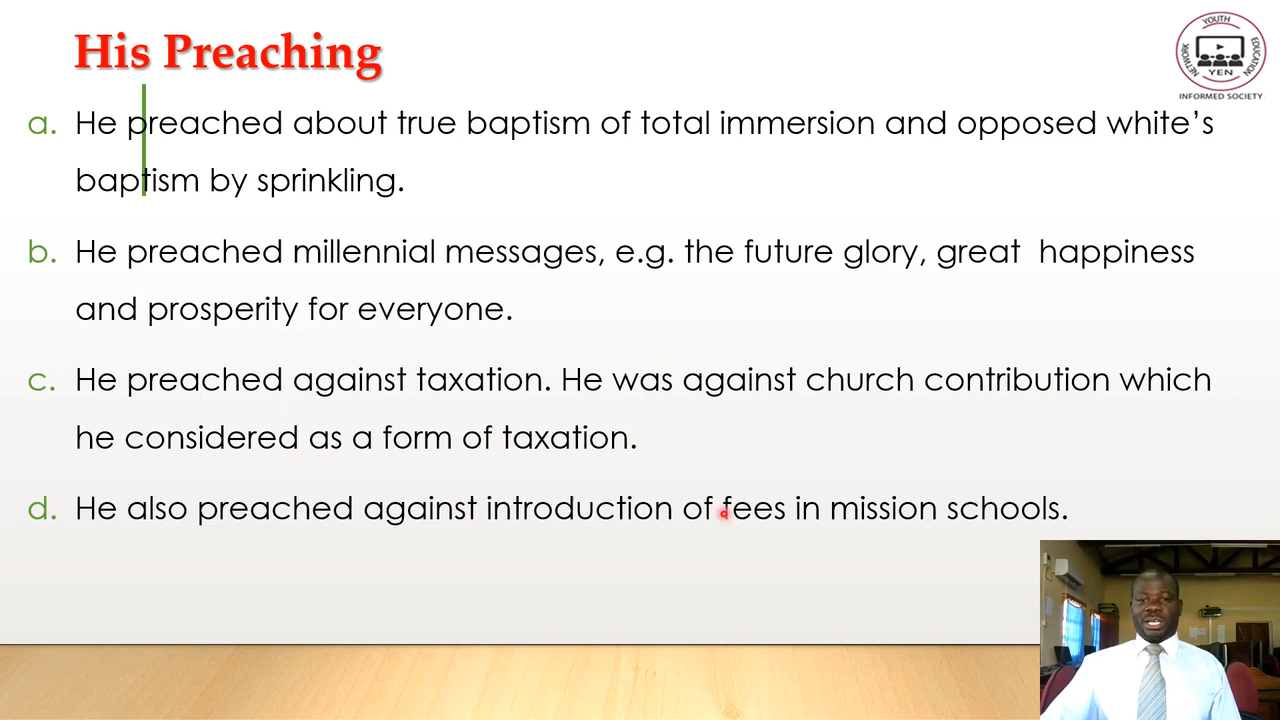 His Preaching
YOUTH
EDUCATION
NETWORK
YEN
INFORMED SOCIETY
a. He preached about true baptism of total immersion and opposed white’s
baptism by sprinkling.
b. He preached millennial messages, e.g. the future glory, great happiness
and prosperity for everyone.
c. He preached against taxation. He was against church contribution which
he considered as a form of taxation.
d. He also preached against introduction of fees in mission schools.